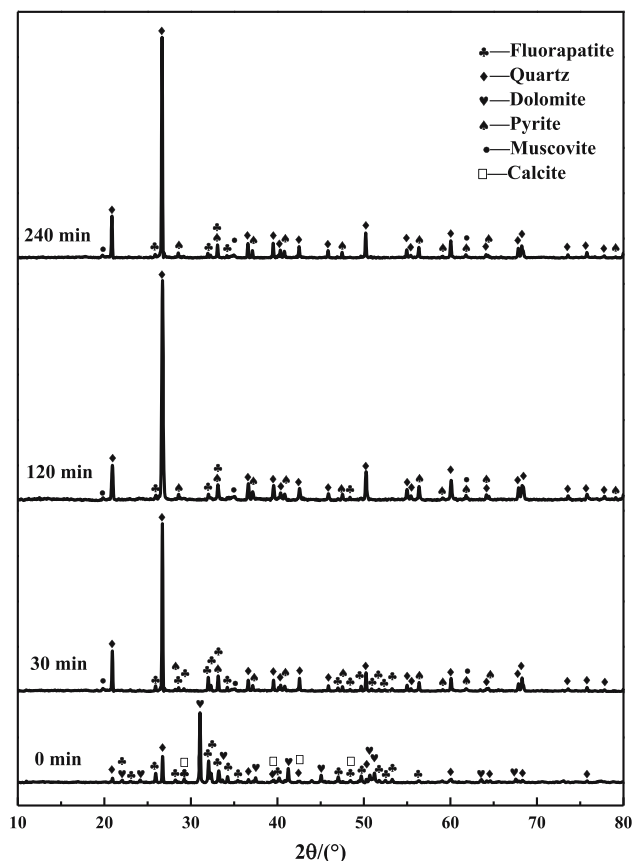 ♣—Fluorapatite
♦—Quartz
♥—Dolomite
♠—Pyrite
●—Muscovite
□—Calcite
240 min
120 min
30 min
0 min
10 20 30 40 50 60 70 80
2θ/(°)